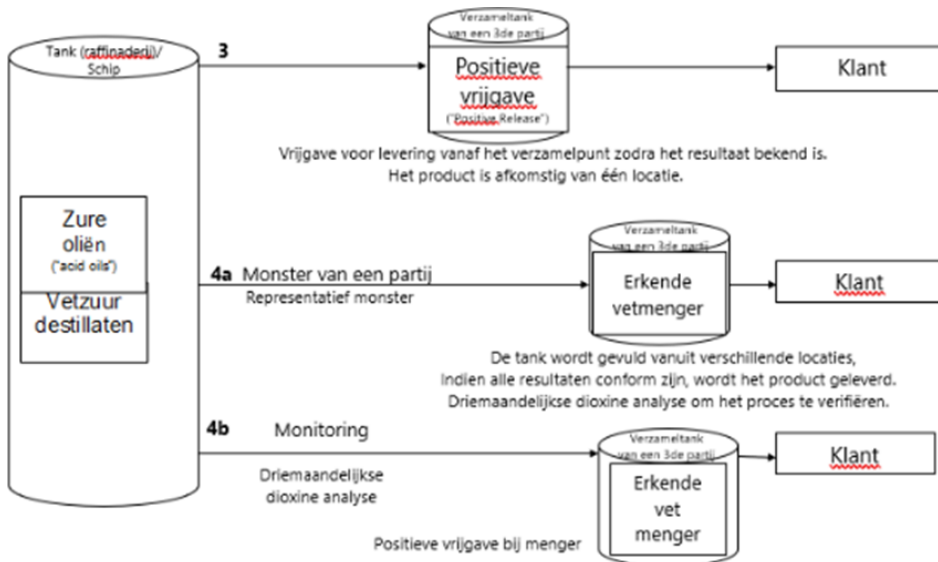 Tank (raffinaderij)/
Schip
Zure
oliën
("acid oils")
Vetzuur
destillaten
3
Verzameltank
van een 3de partij
Positieve
vrijgave
("Positive Release")
Klant
Vrijgave voor levering vanaf het verzamelpunt zodra het resultaat bekend is.
Het product is afkomstig van één locatie.
4a Monster van een partij
Representatief monster
Verzameltank
van een 3de partij
Erkende
vetmenger
Klant
De tank wordt gevuld vanuit verschillende locaties,
Indien alle resultaten conform zijn, wordt het product geleverd.
Driemaandelijkse dioxine analyse om het proces te verifiëren.
4b Monitoring
Driemaandelijkse
dioxine analyse
Verzameltank
van een 3de partij
Erkende
vet
menger
Klant
Positieve vrijgave bij menger